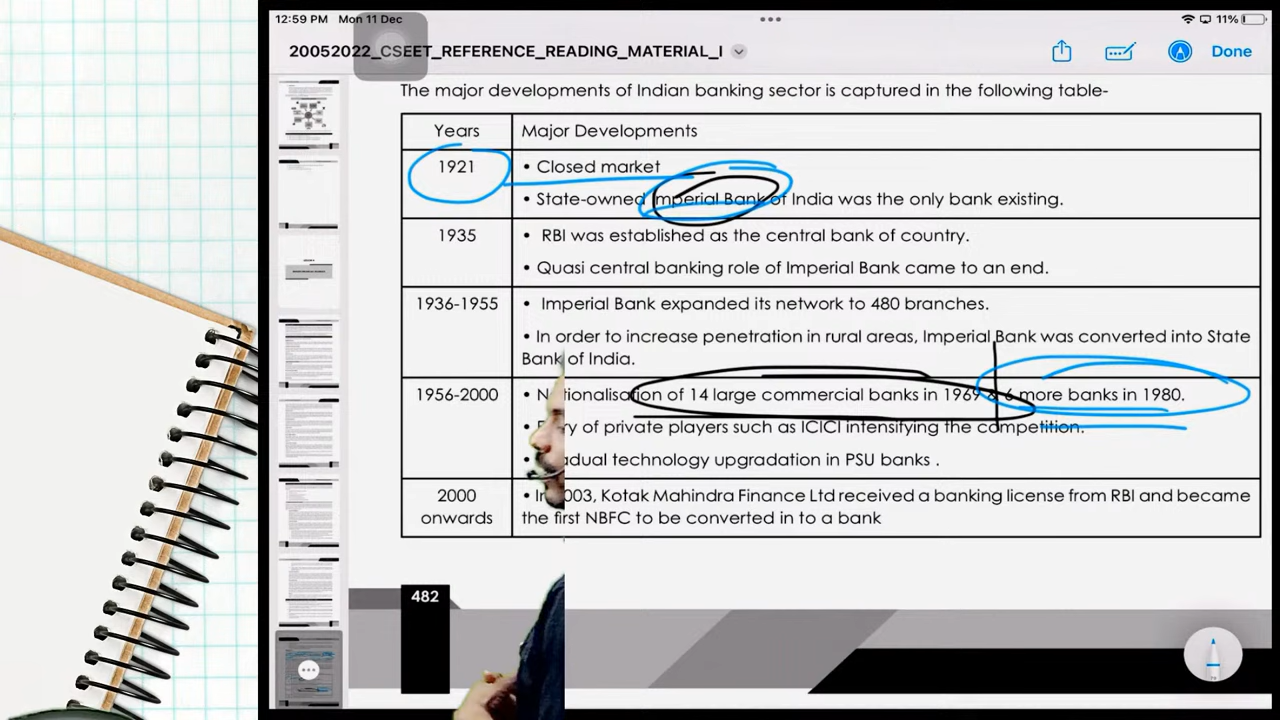 12:59 PM Mon 11 Dec
11%
20052022_CSEET_REFERENCE_READING_MATERIAL_I
Done
The major developments of Indian banking sector is captured in the following table-
Years Major Developments
1921 • Closed market
• State-owned Imperial Bank of India was the only bank existing.
1935 • RBI was established as the central bank of country.
• Quasi central banking role of Imperial Bank came to an end.
1936-1955 • Imperial Bank expanded its network to 480 branches.
• In order to increase penetration in rural areas, Imperial Bank was converted into State
Bank of India.
1956-2000 • Nationalisation of 14 large commercial banks in 1969 & 6 more banks in 1980.
of private players such as ICICI intensifying the competition.
technology upgradation in PSU banks .
2000 • In 2003, Kotak Mahindra Finance Ltd received a banking license from RBI and became
onwards the first NBFC to be converted in to a bank
482